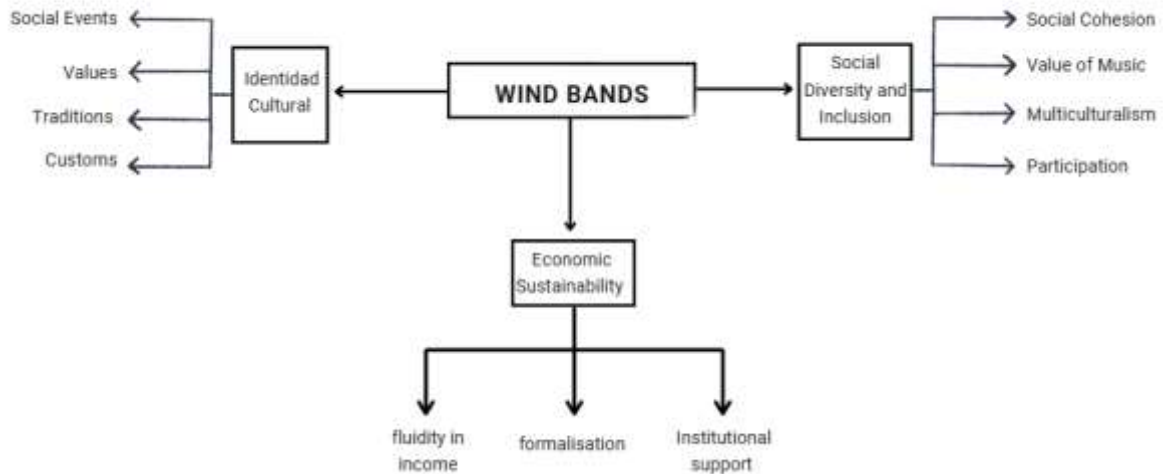 Social Events
Values
Traditions
Customs
Identidad
Cultural
WIND BANDS
Social
Diversity and
Inclusion
Social Cohesion
Value of Music
Multiculturalism
Participation
Economic
Sustainability
fluidity in
income
formalisation
Institutional
support